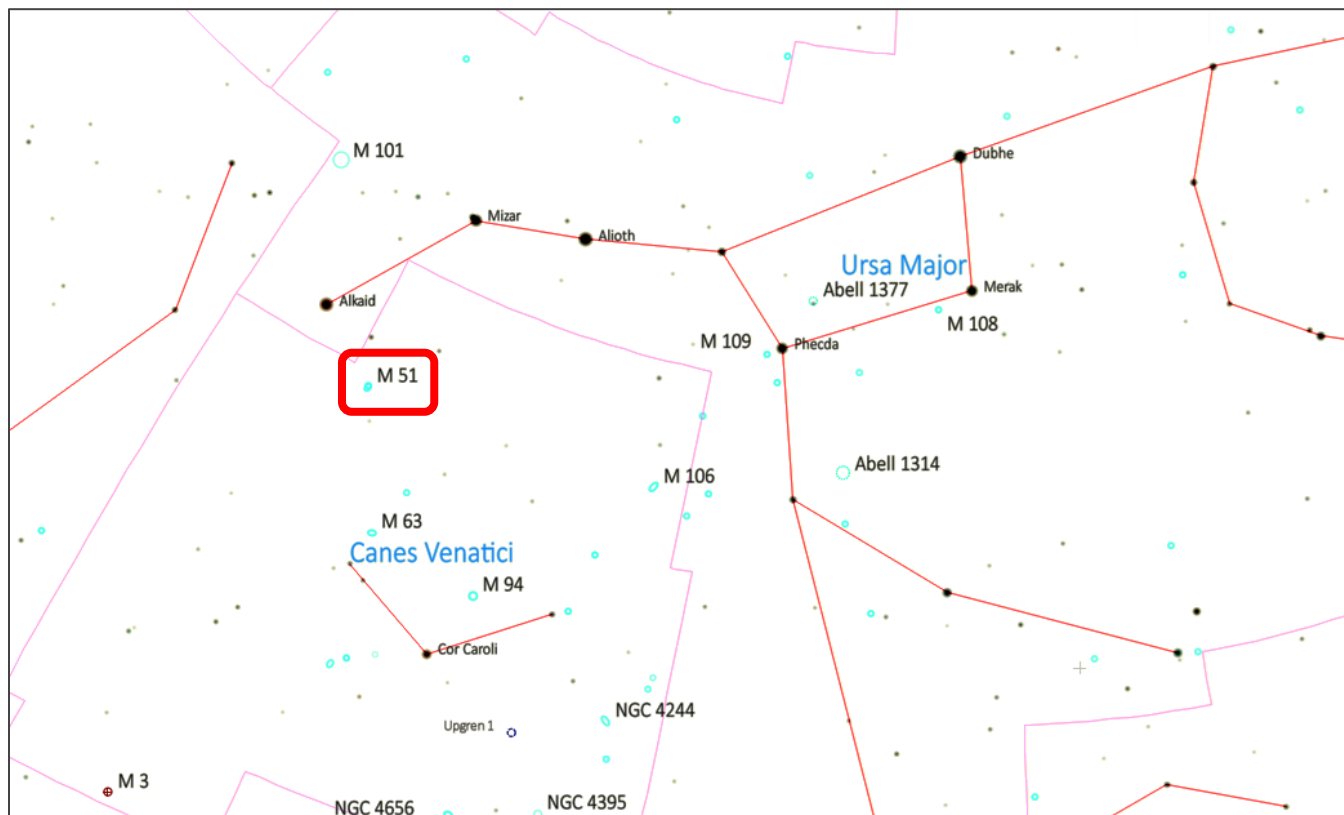 M 101
Dubhe
Mizar
Alioth
Ursa Major
Alkaid
Abell 1377
Merak
M 108
M 109
Phecda
M 51
Abell 1314
M 106
M 63
Canes Venatici
M 94
Cor Caroli
NGC 4244
Upgren 1
M 3
NGC 4656
NGC 4395